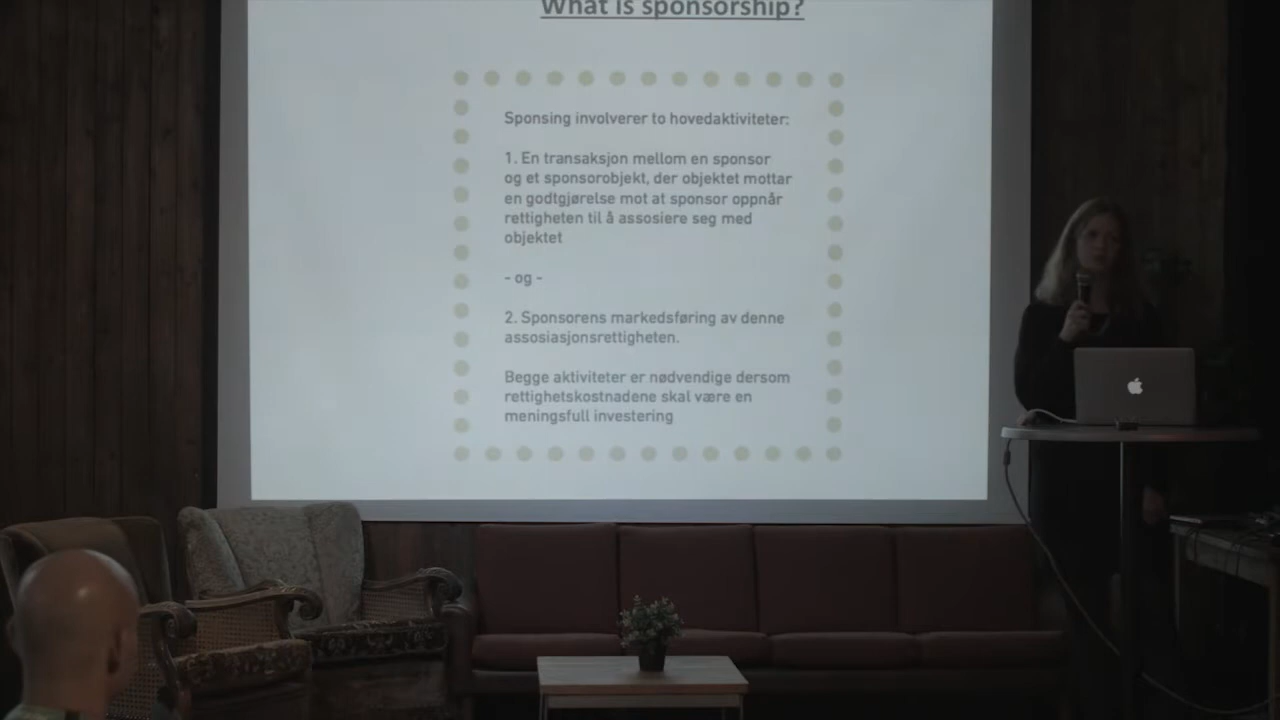 What is sponsorship?
Sponsing involverer to hovedaktiviteter:
1. En transaksjon mellom en sponsor
og et sponsorobjekt, der objektet mottar
en godtgjørelse mot at sponsor oppnår
rettigheten til å assosiere seg med
objektet
- og -
2. Sponsorens markedsføring av denne
assosiasjonsrettigheten.
Begge aktiviteter er nødvendige dersom
rettighetskostnadene skal være en
meningsfull investering